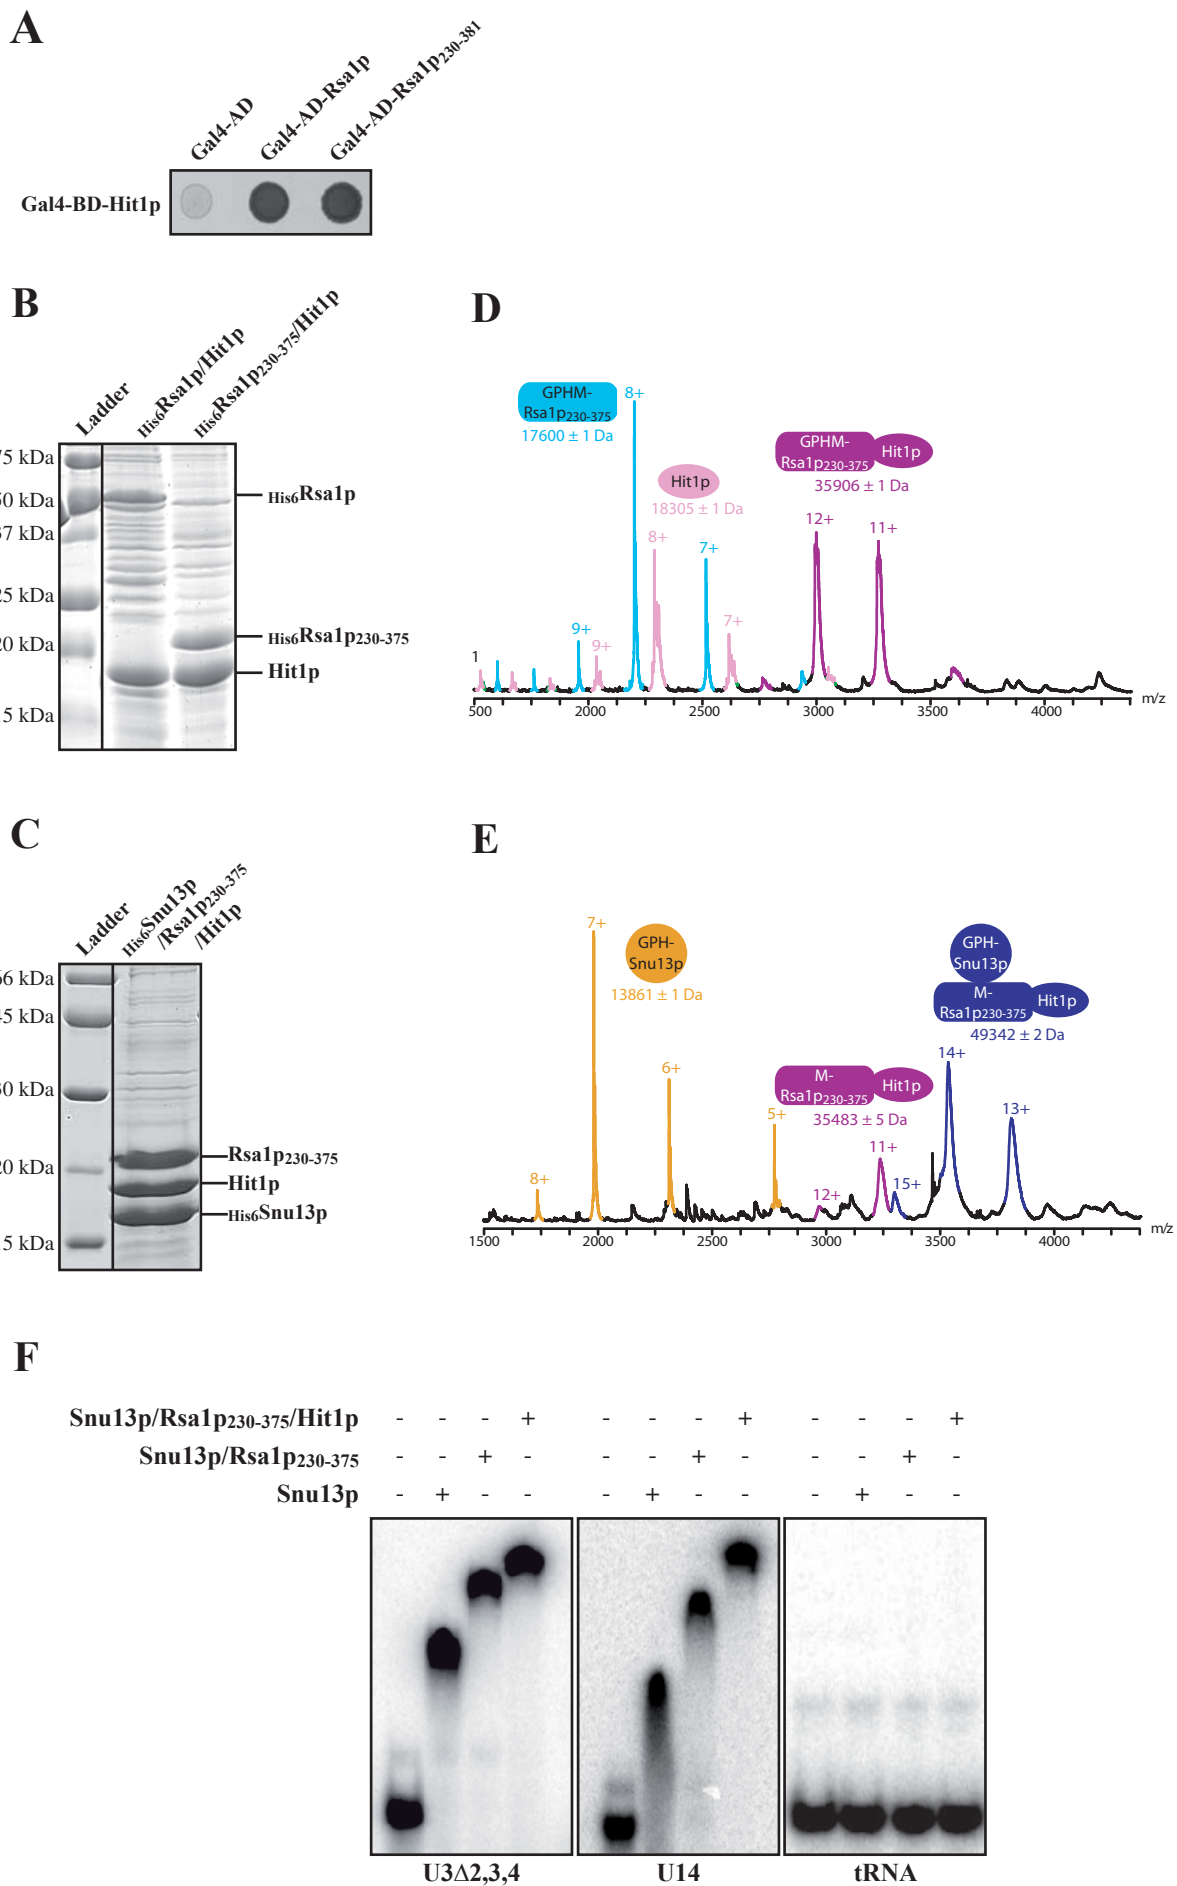 A
Gal4-AD
Gal4-AD-Rsa1p
Gal4-AD-Rsa1p230-381
Gal4-BD-Hit1p
B
Ladder
His6Rsa1p/Hit1p
His6Rsa1p230-375/Hit1p
75 kDa
50 kDa
37 kDa
25 kDa
20 kDa
15 kDa
His6Rsa1p
His6Rsa1p230-375
Hit1p
D
GPHM-
Rsa1p230-375
17600 ± 1 Da
8+
Hit1p
18305 ± 1 Da
8+
7+
7+
9+
9+
GPHM-
Rsa1p230-375
Hit1p
35906 ± 1 Da
12+
11+
1
500
2000
2500
3000
3500
4000
m/z
C
Ladder
His6Snu13p
/Rsa1p230-375
/Hit1p
66 kDa
45 kDa
30 kDa
20 kDa
15 kDa
Rsa1p230-375
Hit1p
His6Snu13p
E
7+
GPH-
Snu13p
13861 ± 1 Da
6+
5+
8+
M-
Rsa1p230-375
Hit1p
35483 ± 5 Da
11+
12+
15+
GPH-
Snu13p
M-
Rsa1p230-375
Hit1p
49342 ± 2 Da
14+
13+
1500
2000
2500
3000
3500
4000
m/z
F
Snu13p/Rsa1p230-375/Hit1p - - - + - - - + - - - +
Snu13p/Rsa1p230-375 - - + - - - + - - - + -
Snu13p - + - - - + - - - + - -
U3Δ2,3,4
U14
tRNA